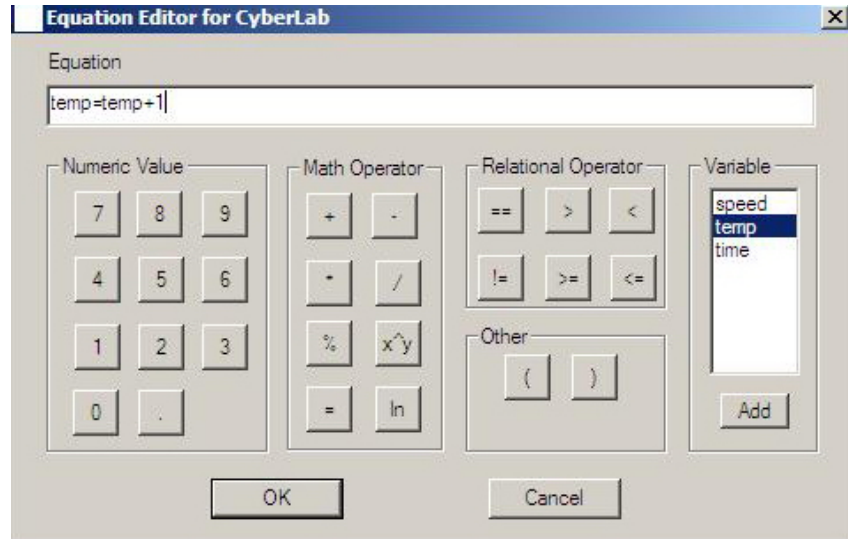 Equation Editor for CyberLab
Equation
temp=temp+1
Numeric Value
7 8 9
4 5 6
1 2 3
0 .
Math Operator
+ -
* /
% x^y
= ln
Relational Operator
== > <
!= >= <=
Other
( )
Variable
speed
temp
time
Add
OK Cancel